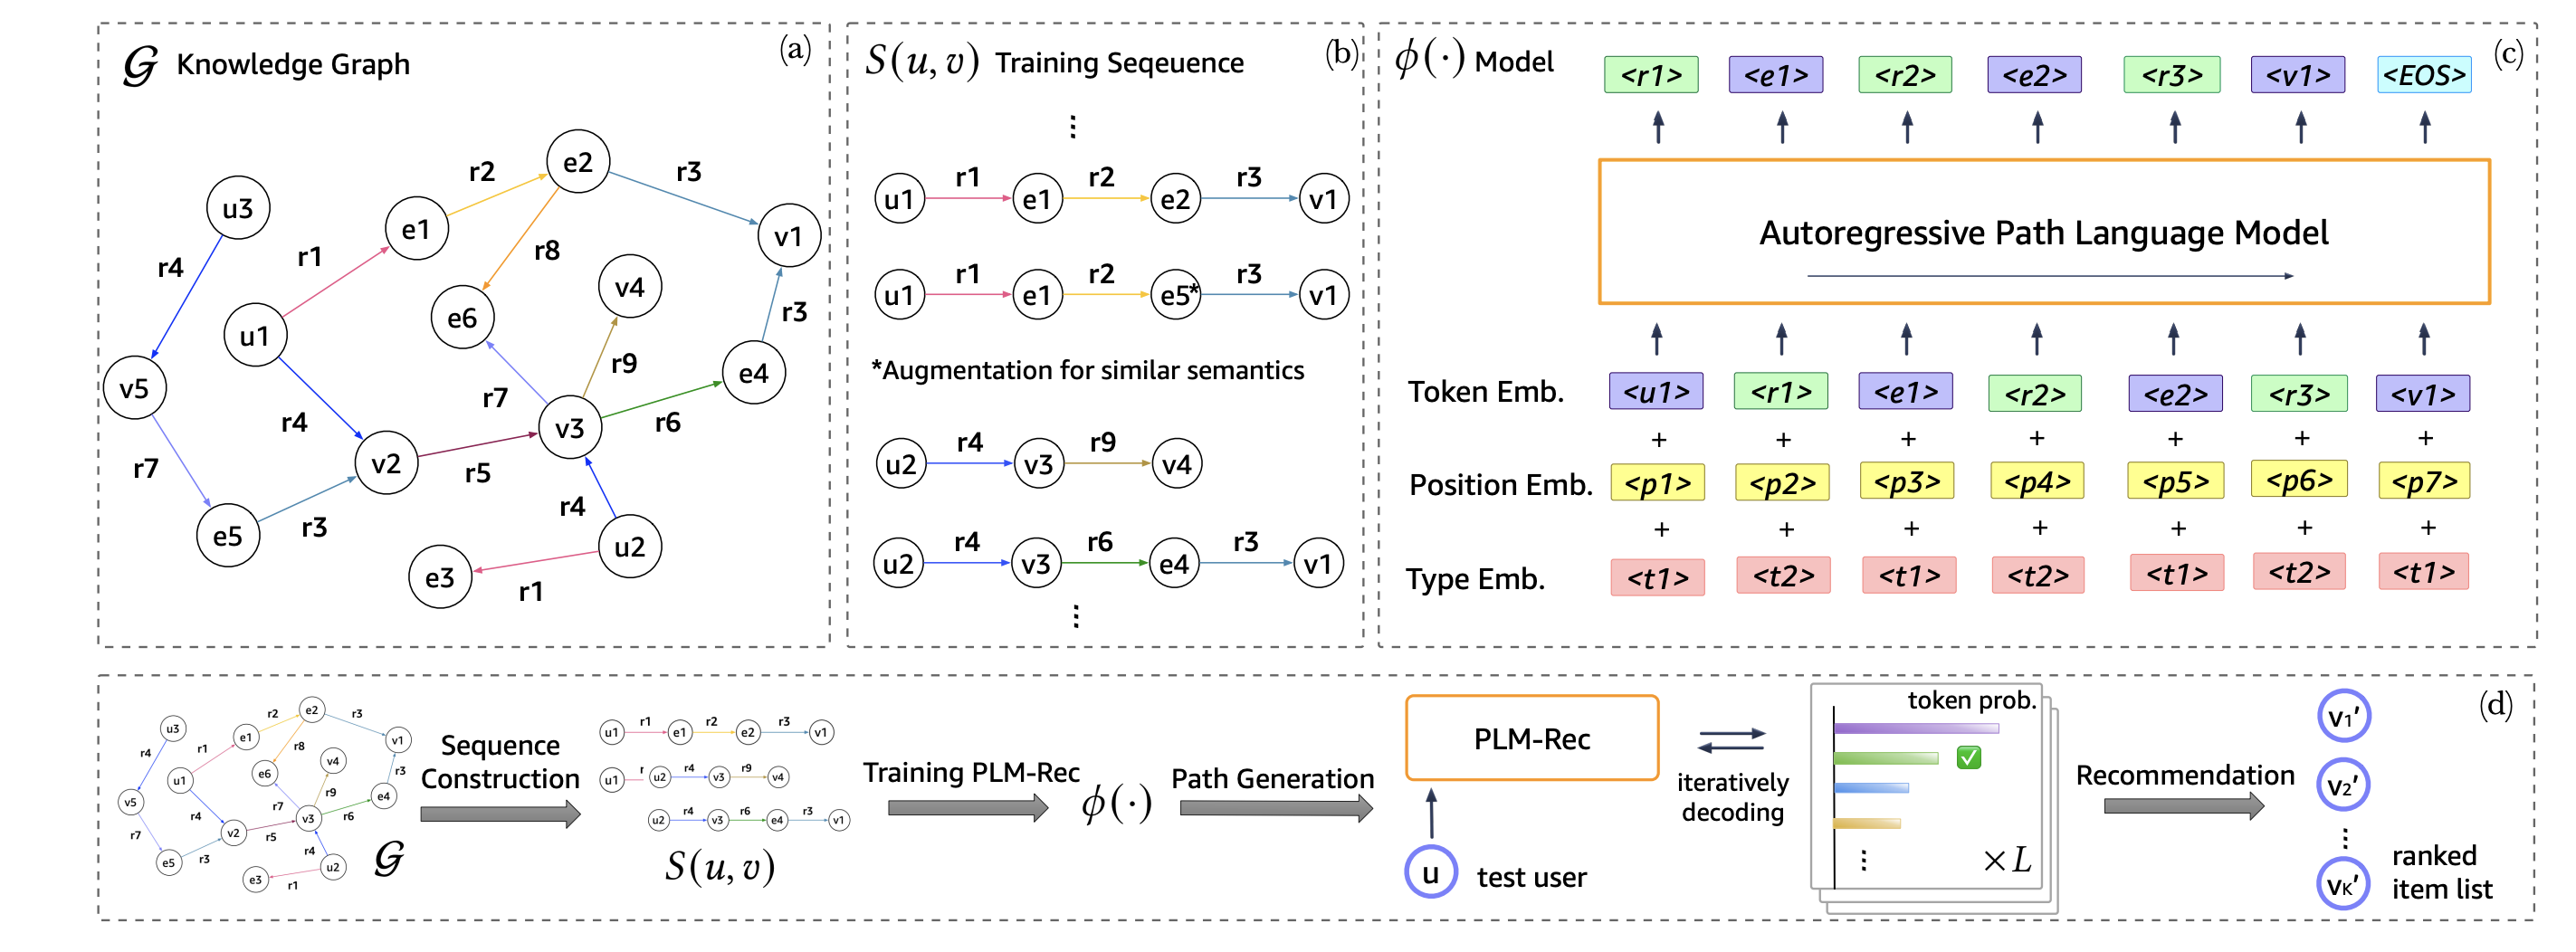 𝒢 Knowledge Graph (a)
u3
r4
v5
r7
e5
r3
u1
r1
e1
r2
e2
r3
v1
r8
e6
v4
r9
r7
r4
v2
r5
v3
r6
e4
r3
r4
u2
r1
e3
S(u, v) Training Seqeuence (b)
⋮
u1 r1 e1 r2 e2 r3 v1
u1 r1 e1 r2 e5* r3 v1
*Augmentation for similar semantics
u2 r4 v3 r9 v4
u2 r4 v3 r6 e4 r3 v1
⋮
ϕ(·) Model (c)
<r1> <e1> <r2> <e2> <r3> <v1> <EOS>
Autoregressive Path Language Model
Token Emb. <u1> <r1> <e1> <r2> <e2> <r3> <v1>
+ + + + + + +
Position Emb. <p1> <p2> <p3> <p4> <p5> <p6> <p7>
+ + + + + + +
Type Emb. <t1> <t2> <t1> <t2> <t1> <t2> <t1>
(d)
u3
r4
v5
r7
e5
r3
u1
r1
e1
r2
e2
r3
v1
r8
e6
v4
r9
r7
r4
v2
r5
v3
r6
e4
r3
r4
u2
r1
e3
𝒢
Sequence
Construction
u1 r1 e1 r2 e2 r3 v1
u1 r u2 r4 v3 r9 v4
u2 r4 v3 r6 e4 r3 v1
S(u, v)
Training PLM-Rec
ϕ(·)
Path Generation
PLM-Rec
u test user
iteratively
decoding
token prob.
⋮
×L
Recommendation
v1′
v2′
⋮
vK′
ranked
item list